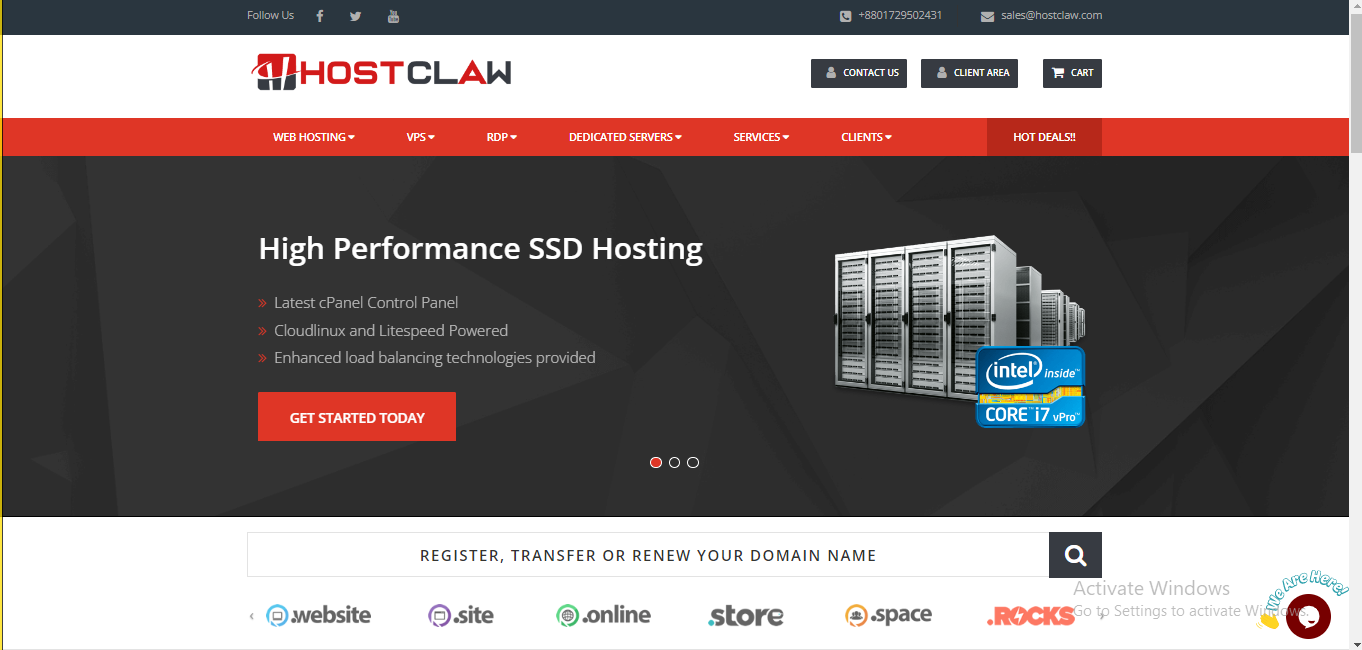 Follow Us
+8801729502431
sales@hostclaw.com
HOSTCLAW
CONTACT US
CLIENT AREA
CART
WEB HOSTING
VPS
RDP
DEDICATED SERVERS
SERVICES
CLIENTS
HOT DEALS!!
High Performance SSD Hosting
Latest cPanel Control Panel
Cloudlinux and Litespeed Powered
Enhanced load balancing technologies provided
GET STARTED TODAY
intel inside™
CORE™ i7 vPro™
REGISTER, TRANSFER OR RENEW YOUR DOMAIN NAME
.website
.site
.online
.store
.space
.ROCKS
Activate Windows
Go to Settings to activate Windows.
We Are Here!